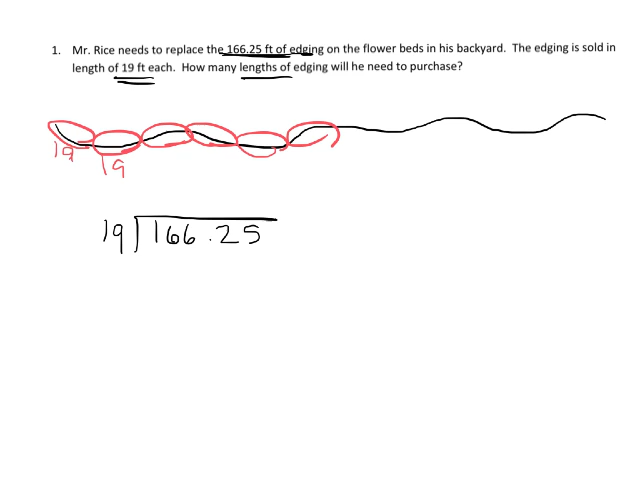 1. Mr. Rice needs to replace the 166.25 ft of edging on the flower beds in his backyard. The edging is sold in
length of 19 ft each. How many lengths of edging will he need to purchase?
19
19
19 166.25